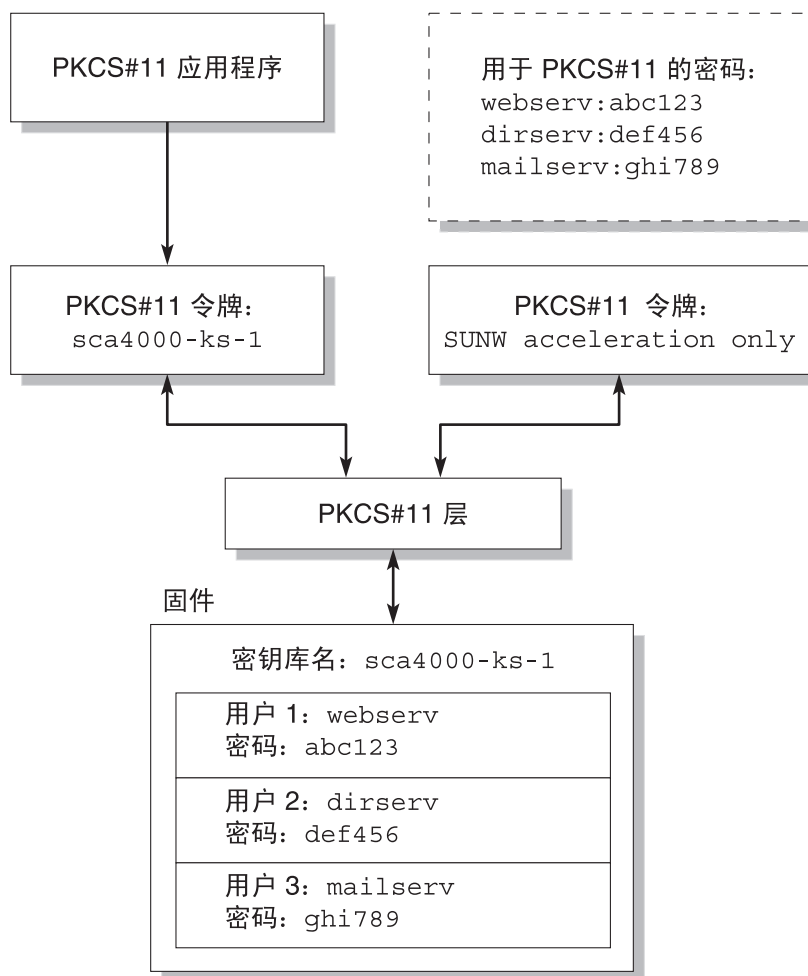 PKCS#11 应用程序
用于 PKCS#11 的密码：
webserv:abc123
dirserv:def456
mailserv:ghi789
PKCS#11 令牌：
sca4000-ks-1
PKCS#11 令牌：
SUNW acceleration only
PKCS#11 层
固件
密钥库名：sca4000-ks-1
用户 1：webserv
密码：abc123
用户 2：dirserv
密码：def456
用户 3：mailserv
密码：ghi789